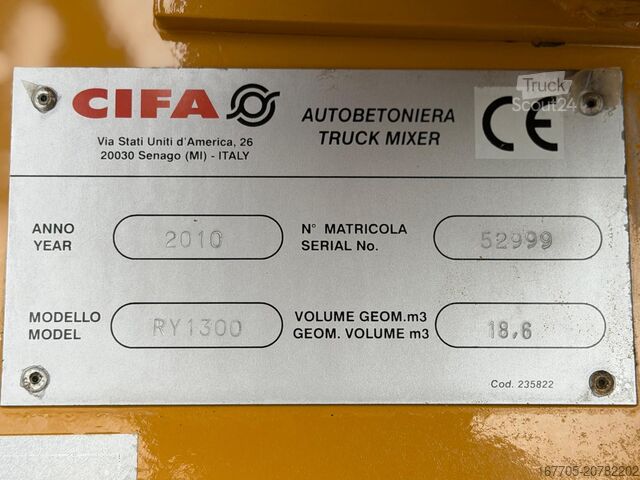 CIFA
AUTOBETONIERA
TRUCK MIXER
CE
Truck
Scout24
Via Stati Uniti d'America, 26
20030 Senago (MI) - ITALY
ANNO
YEAR
2010
N° MATRICOLA
SERIAL No.
52999
MODELLO
MODEL
RY1300
VOLUME GEOM.m3
GEOM. VOLUME m3
18,6
Cod. 235822
167705-20782202